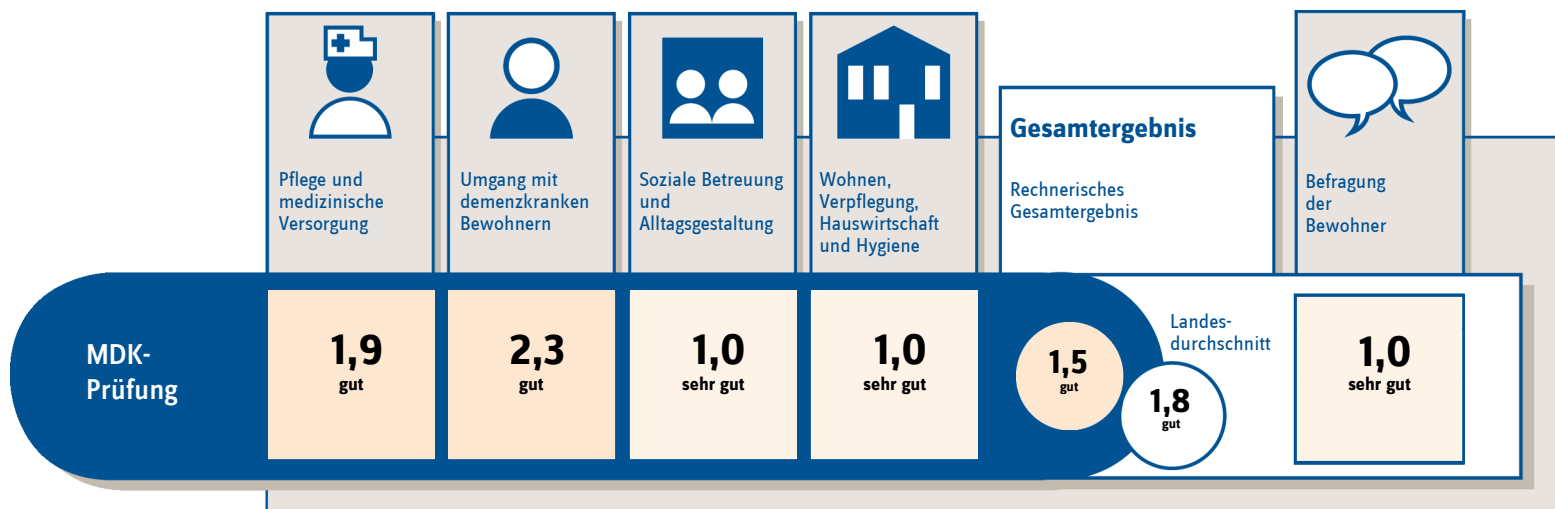 Pflege und
medizinische
Versorgung
Umgang mit
demenzkranken
Bewohnern
Soziale Betreuung
und
Alltagsgestaltung
Wohnen,
Verpflegung,
Hauswirtschaft
und Hygiene
Gesamtergebnis
Rechnerisches
Gesamtergebnis
Befragung
der
Bewohner
MDK-
Prüfung
1,9
gut
2,3
gut
1,0
sehr gut
1,0
sehr gut
1,5
gut
Landes-
durchschnitt
1,8
gut
1,0
sehr gut